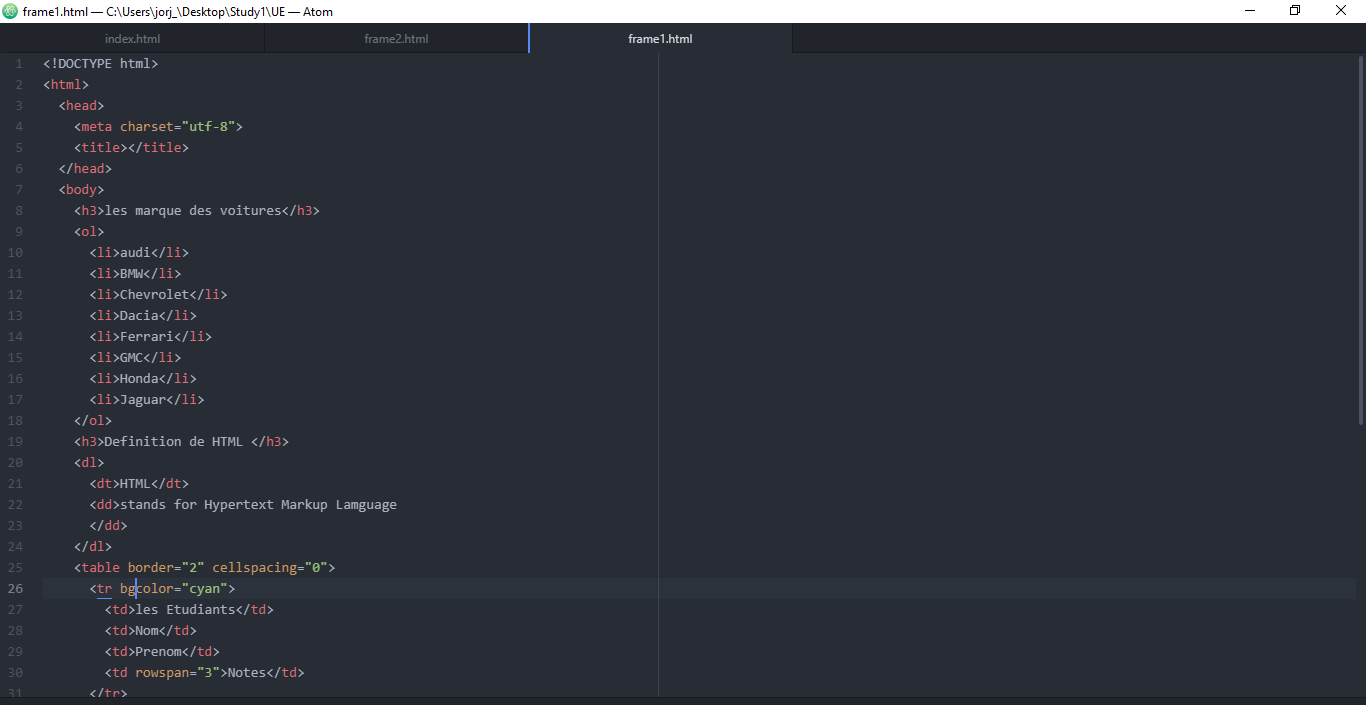 frame1.html — C:\Users\jorj_\Desktop\Study1\UE — Atom
index.html
frame2.html
frame1.html
1 <!DOCTYPE html>
2 <html>
3 <head>
4 <meta charset="utf-8">
5 <title></title>
6 </head>
7 <body>
8 <h3>les marque des voitures</h3>
9 <ol>
10 <li>audi</li>
11 <li>BMW</li>
12 <li>Chevrolet</li>
13 <li>Dacia</li>
14 <li>Ferrari</li>
15 <li>GMC</li>
16 <li>Honda</li>
17 <li>Jaguar</li>
18 </ol>
19 <h3>Definition de HTML </h3>
20 <dl>
21 <dt>HTML</dt>
22 <dd>stands for Hypertext Markup Lamguage
23 </dd>
24 </dl>
25 <table border="2" cellspacing="0">
26 <tr bgcolor="cyan">
27 <td>les Etudiants</td>
28 <td>Nom</td>
29 <td>Prenom</td>
30 <td rowspan="3">Notes</td>
31 </tr>